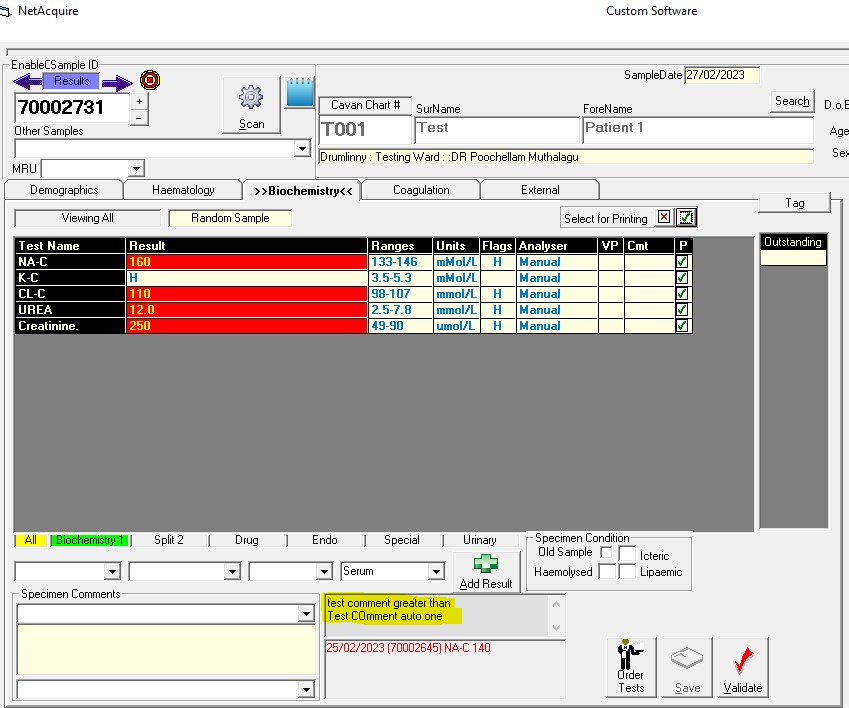 NetAcquire Custom Software
EnableCSample ID
Results
70002731
+
-
Scan
Other Samples
MRU
SampleDate 27/02/2023
Cavan Chart # SurName ForeName Search D.o.B
T001 Test Patient 1 Age
Drumlinny : Testing Ward : :DR Poochellam Muthalagu Sex
Demographics Haematology >>Biochemistry<< Coagulation External
Viewing All Random Sample Select for Printing Tag
Test Name Result Ranges Units Flags Analyser VP Cmt P Outstanding
NA-C 160 133-146 mMol/L H Manual
K-C H 3.5-5.3 mmol/L Manual
CL-C 110 98-107 mmol/L H Manual
UREA 12.0 2.5-7.8 mmol/L H Manual
Creatinine. 250 49-90 umol/L H Manual
All Biochemistry 1 Split 2 Drug Endo Special Urinary
Specimen Condition
Old Sample Icteric
Haemolysed Lipaemic
Serum
Add Result
Specimen Comments
test comment greater than
Test COmment auto one
25/02/2023 (70002645) NA-C 140
Order
Tests
Save
Validate